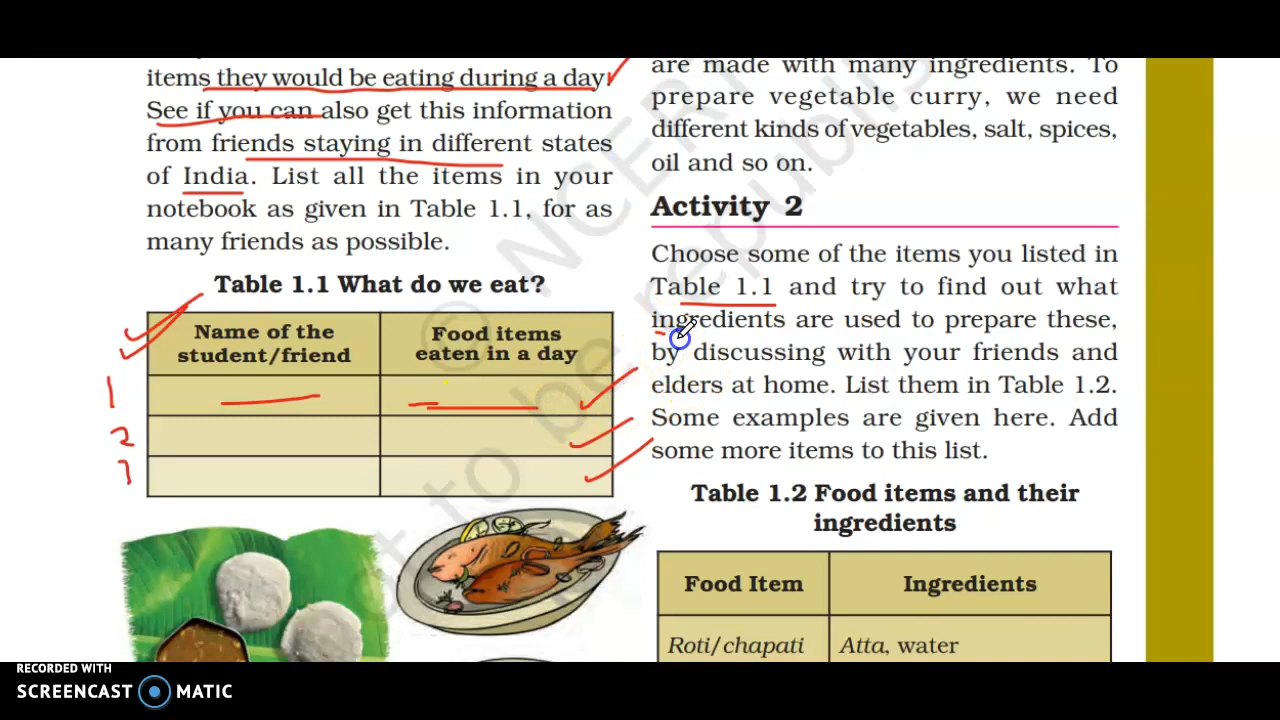 items they would be eating during a day.
See if you can also get this information
from friends staying in different states
of India. List all the items in your
notebook as given in Table 1.1, for as
many friends as possible.
Table 1.1 What do we eat?
Name of the
student/friend
Food items
eaten in a day
1
2
are made with many ingredients. To
prepare vegetable curry, we need
different kinds of vegetables, salt, spices,
oil and so on.
Activity 2
Choose some of the items you listed in
Table 1.1 and try to find out what
ingredients are used to prepare these,
by discussing with your friends and
elders at home. List them in Table 1.2.
Some examples are given here. Add
some more items to this list.
Table 1.2 Food items and their
ingredients
Food Item
Ingredients
Roti/chapati
Atta, water
© NCERT
not to be republis
RECORDED WITH
SCREENCAST MATIC